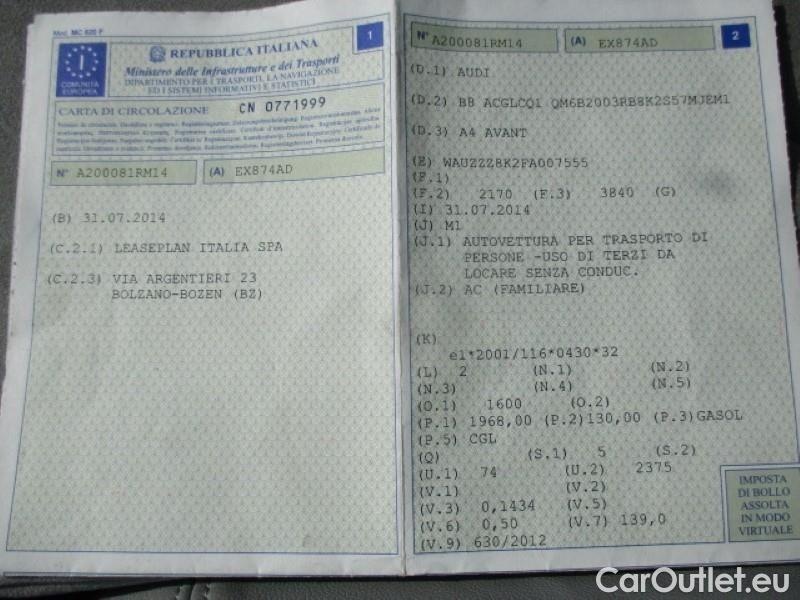 Mod. MC 820 F
1
REPUBBLICA ITALIANA
Ministero delle Infrastrutture e dei Trasporti
DIPARTIMENTO PER I TRASPORTI, LA NAVIGAZIONE
ED I SISTEMI INFORMATIVI E STATISTICI
I
COMUNITÀ
EUROPEA
CARTA DI CIRCOLAZIONE CN 0771999
N° A200081RM14 (A) EX874AD
(B) 31.07.2014
(C.2.1) LEASEPLAN ITALIA SPA
(C.2.3) VIA ARGENTIERI 23
BOLZANO-BOZEN (BZ)
N° A200081RM14 (A) EX874AD 2
(D.1) AUDI
(D.2) B8 ACGLCQ1 QM6B2003RB8K2S57MJEM1
(D.3) A4 AVANT
(E) WAUZZZ8K2FA007555
(F.1)
(F.2) 2170 (F.3) 3840 (G)
(I) 31.07.2014
(J) M1
(J.1) AUTOVETTURA PER TRASPORTO DI
PERSONE -USO DI TERZI DA
LOCARE SENZA CONDUC.
(J.2) AC (FAMILIARE)
(K)
e1*2001/116*0430*32
(L) 2 (N.1) (N.2)
(N.3) (N.4) (N.5)
(O.1) 1600 (O.2)
(P.1) 1968,00 (P.2)130,00 (P.3)GASOL
(P.5) CGL
(Q) (S.1) 5 (S.2)
(U.1) 74 (U.2) 2375
(V.1) (V.2)
(V.3) 0,1434 (V.5)
(V.6) 0,50 (V.7) 139,0
(V.9) 630/2012
IMPOSTA
DI BOLLO
ASSOLTA
IN MODO
VIRTUALE
CarOutlet.eu